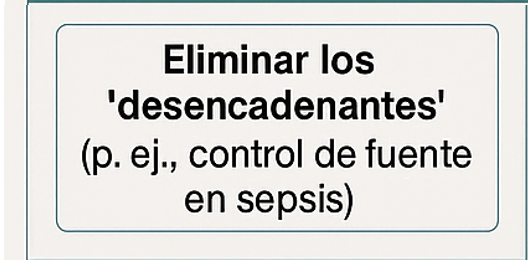 Eliminar los
'desencadenantes'
(p. ej., control de fuente
en sepsis)